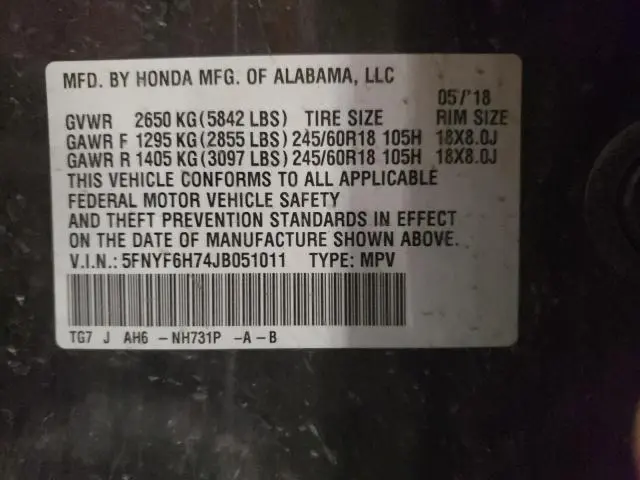 MFD. BY HONDA MFG. OF ALABAMA, LLC
05/'18
GVWR 2650 KG(5842 LBS) TIRE SIZE RIM SIZE
GAWR F 1295 KG(2855 LBS) 245/60R18 105H 18X8.0J
GAWR R 1405 KG(3097 LBS) 245/60R18 105H 18X8.0J
THIS VEHICLE CONFORMS TO ALL APPLICABLE
FEDERAL MOTOR VEHICLE SAFETY
AND THEFT PREVENTION STANDARDS IN EFFECT
ON THE DATE OF MANUFACTURE SHOWN ABOVE.
V.I.N.: 5FNYF6H74JB051011 TYPE: MPV
TG7 J AH6 -NH731P -A-B